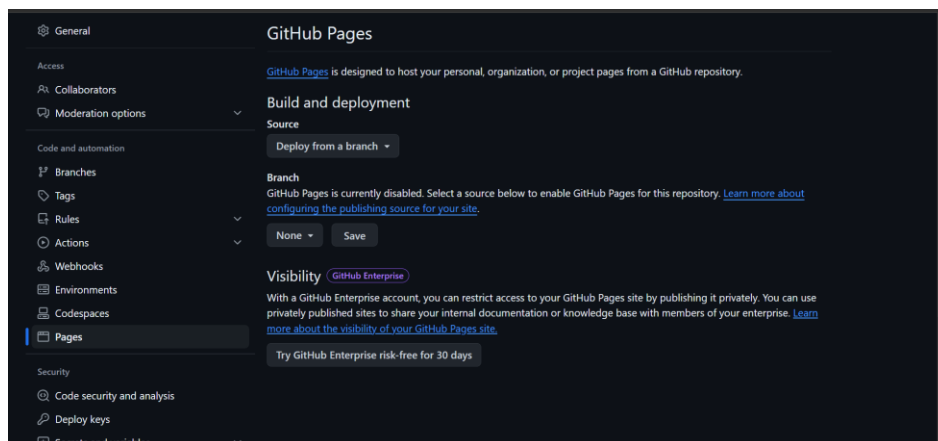 General
Access
Collaborators
Moderation options
Code and automation
Branches
Tags
Rules
Actions
Webhooks
Environments
Codespaces
Pages
Security
Code security and analysis
Deploy keys
GitHub Pages
GitHub Pages is designed to host your personal, organization, or project pages from a GitHub repository.
Build and deployment
Source
Deploy from a branch
Branch
GitHub Pages is currently disabled. Select a source below to enable GitHub Pages for this repository. Learn more about
configuring the publishing source for your site.
None Save
Visibility GitHub Enterprise
With a GitHub Enterprise account, you can restrict access to your GitHub Pages site by publishing it privately. You can use
privately published sites to share your internal documentation or knowledge base with members of your enterprise. Learn
more about the visibility of your GitHub Pages site.
Try GitHub Enterprise risk-free for 30 days